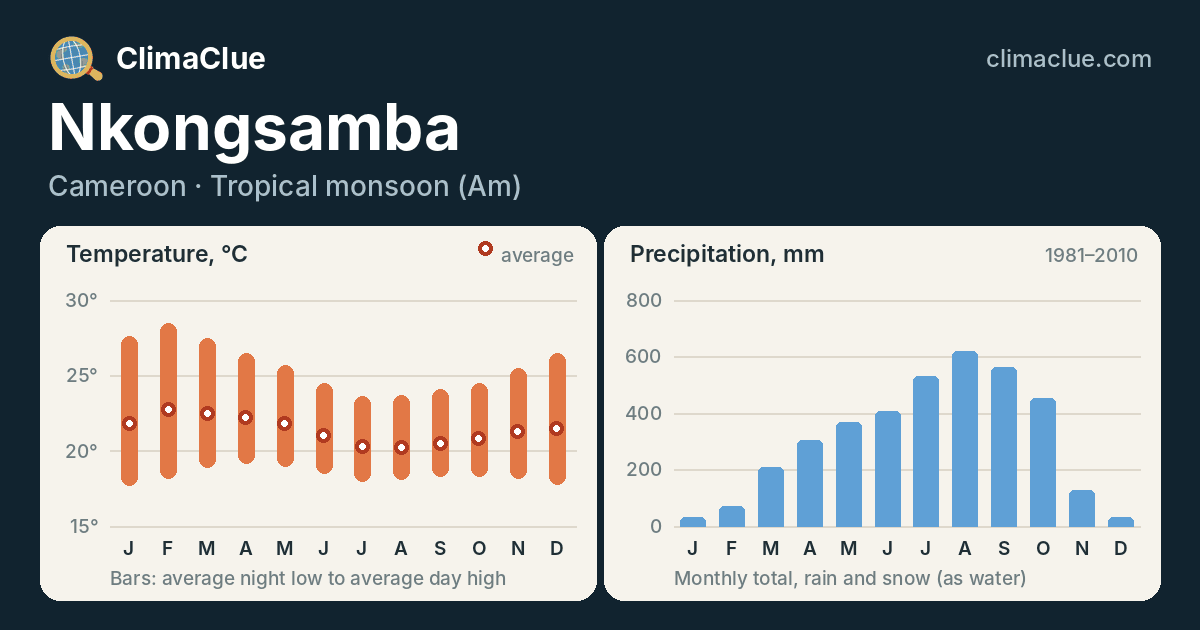 ClimaClue
climaclue.com
Nkongsamba
Cameroon · Tropical monsoon (Am)
Temperature, °C
average
30°
25°
20°
15°
J F M A M J J A S O N D
Bars: average night low to average day high
Precipitation, mm
1981–2010
800
600
400
200
0
J F M A M J J A S O N D
Monthly total, rain and snow (as water)